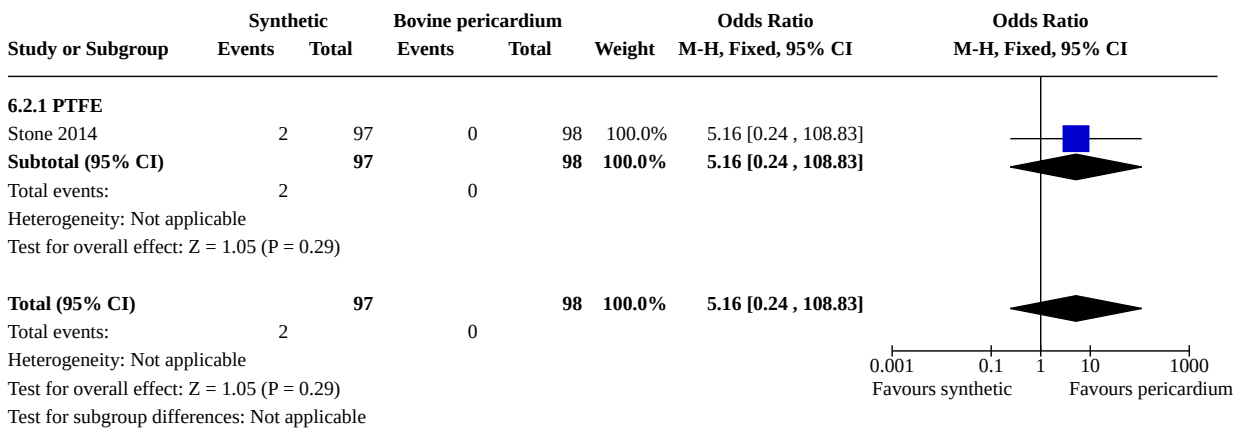 Synthetic Bovine pericardium Odds Ratio Odds Ratio
Study or Subgroup Events Total Events Total Weight M-H, Fixed, 95% CI M-H, Fixed, 95% CI
6.2.1 PTFE
Stone 2014 2 97 0 98 100.0% 5.16 [0.24 , 108.83]
Subtotal (95% CI) 97 98 100.0% 5.16 [0.24 , 108.83]
Total events: 2 0
Heterogeneity: Not applicable
Test for overall effect: Z = 1.05 (P = 0.29)
Total (95% CI) 97 98 100.0% 5.16 [0.24 , 108.83]
Total events: 2 0
Heterogeneity: Not applicable
0.001 0.1 1 10 1000
Test for overall effect: Z = 1.05 (P = 0.29) Favours synthetic Favours pericardium
Test for subgroup differences: Not applicable